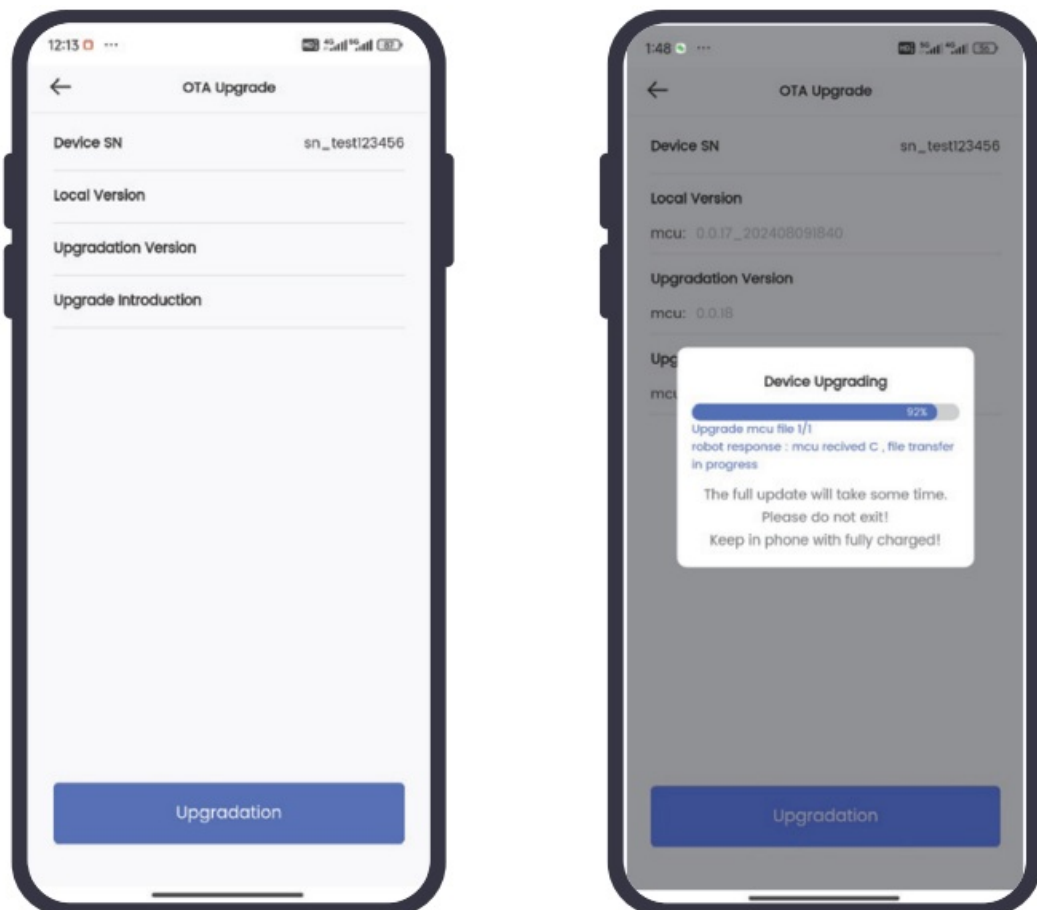 12:13
OTA Upgrade
Device SN sn_test123456
Local Version
Upgradation Version
Upgrade Introduction
Upgradation
1:48
OTA Upgrade
Device SN sn_test123456
Local Version
mcu: 0.0.17_202408091840
Upgradation Version
mcu: 0.0.18
Upg
mcu
Device Upgrading
92%
Upgrade mcu file 1/1
robot response : mcu recived C , file transfer
in progress
The full update will take some time.
Please do not exit!
Keep in phone with fully charged!
Upgradation